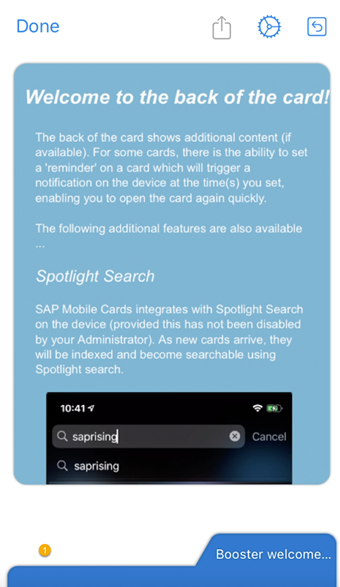 Done
Welcome to the back of the card!
The back of the card shows additional content (if
available). For some cards, there is the ability to set
a 'reminder' on a card which will trigger a
notification on the device at the time(s) you set,
enabling you to open the card again quickly.
The following additional features are also available
...
Spotlight Search
SAP Mobile Cards integrates with Spotlight Search
on the device (provided this has not been disabled
by your Administrator). As new cards arrive, they
will be indexed and become searchable using
Spotlight search.
10:41
saprising Cancel
saprising
1
Booster welcome...